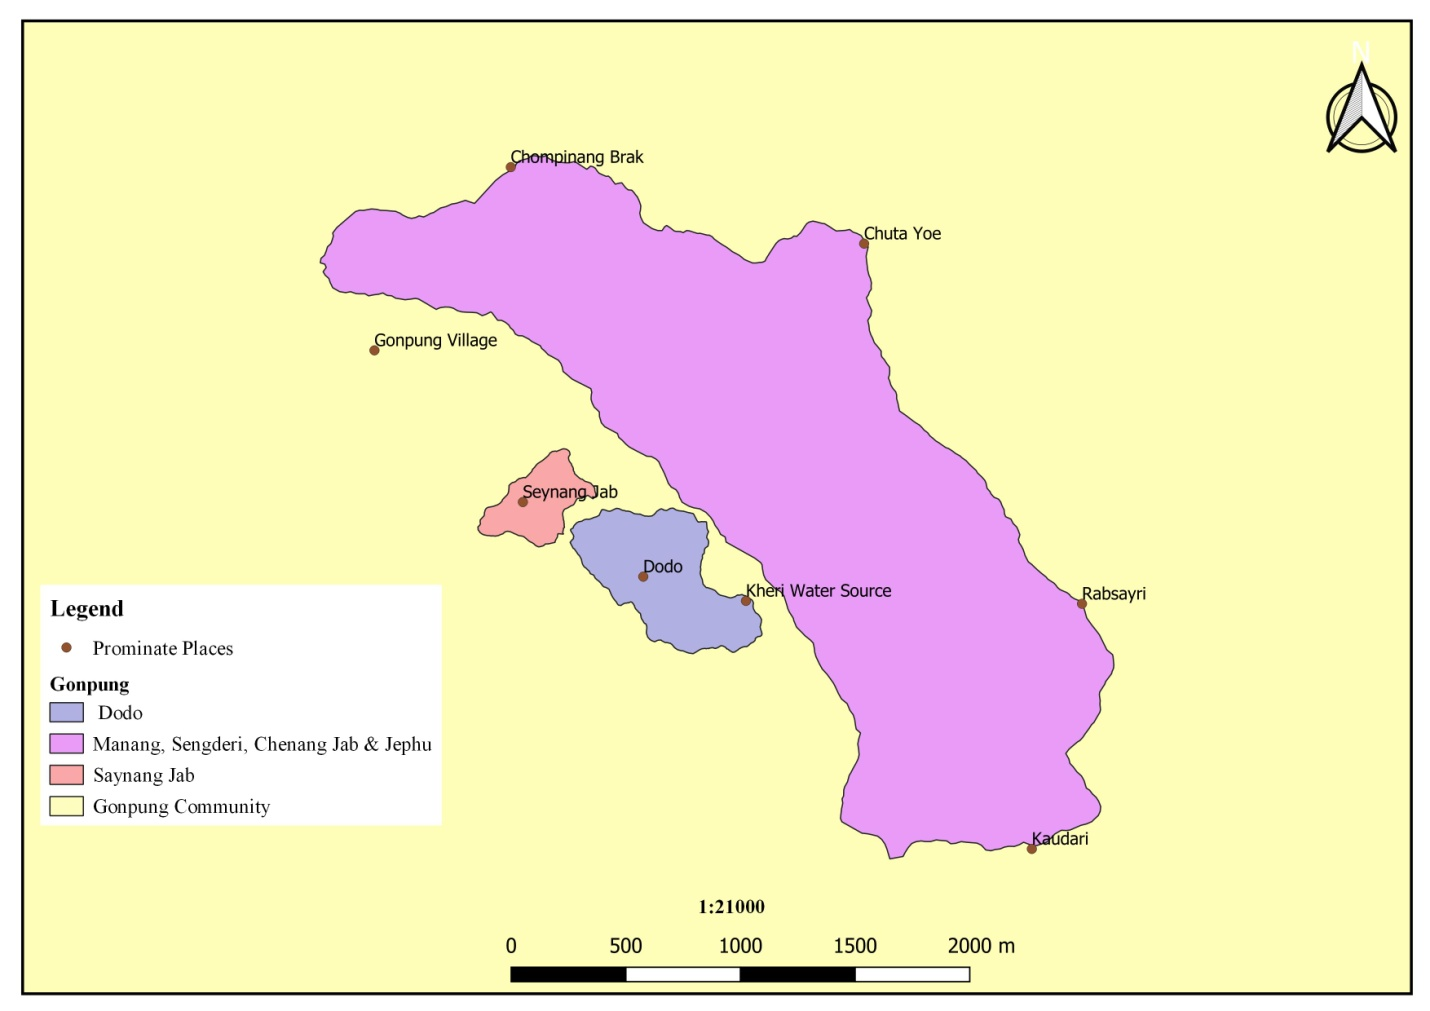 N
Chompinang Brak
Chuta Yoe
Gonpung Village
Seynang Jab
Dodo
Kheri Water Source
Rabsayri
Legend
Prominate Places
Gonpung
Dodo
Manang, Sengderi, Chenang Jab & Jephu
Saynang Jab
Gonpung Community
Kaudari
1:21000
0 500 1000 1500 2000 m